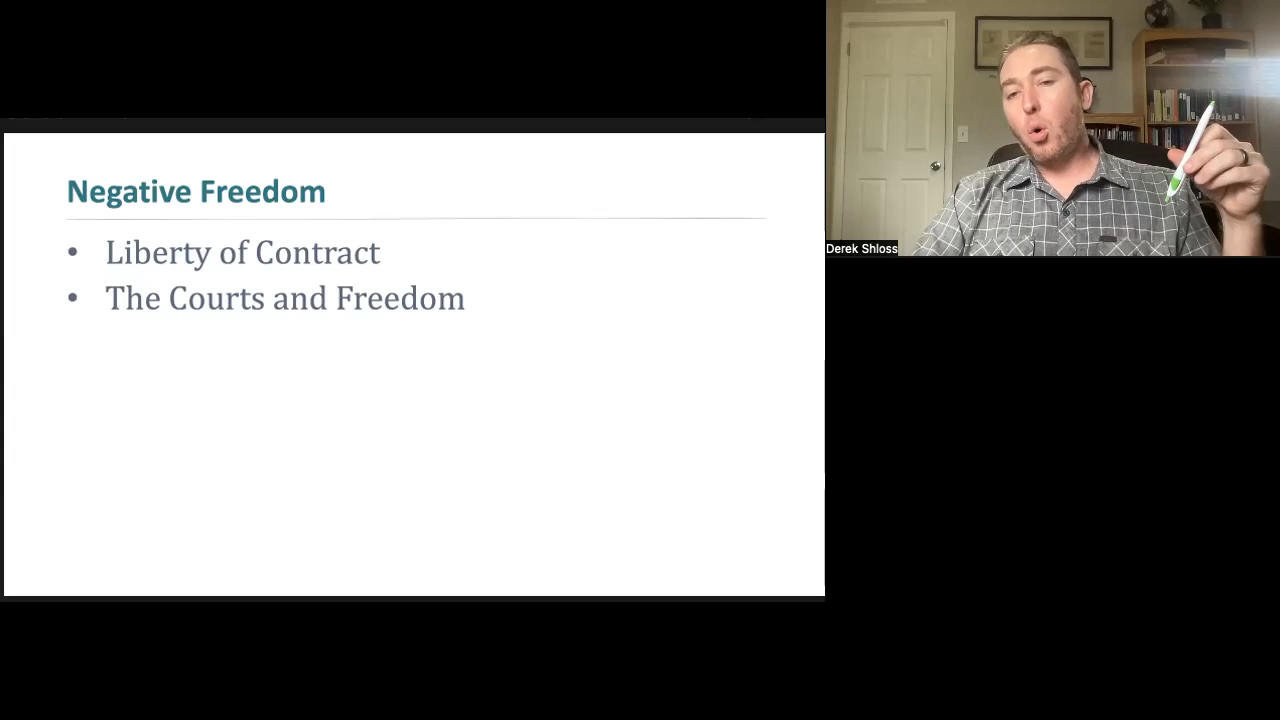 Negative Freedom
• Liberty of Contract
• The Courts and Freedom
Derek Shloss